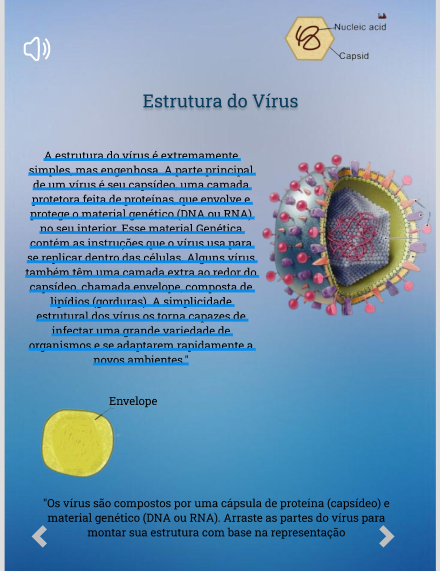 Nucleic acid
Capsid
Estrutura do Vírus
A estrutura do vírus é extremamente
simples, mas engenhosa. A parte principal
de um vírus é seu capsídeo, uma camada
protetora feita de proteínas, que envolve e
protege o material genético (DNA ou RNA)
no seu interior. Esse material Genética
contém as instruções que o vírus usa para
se replicar dentro das células. Alguns vírus
também têm uma camada extra ao redor do
capsídeo, chamada envelope, composta de
lipídios (gorduras). A simplicidade
estrutural dos vírus os torna capazes de
infectar uma grande variedade de
organismos e se adaptarem rapidamente a
novos ambientes."
Envelope
"Os vírus são compostos por uma cápsula de proteína (capsídeo) e
material genético (DNA ou RNA). Arraste as partes do vírus para
montar sua estrutura com base na representação